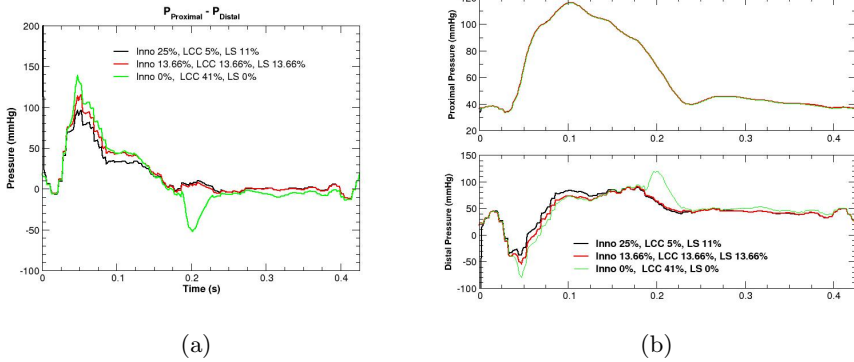 P_Proximal - P_Distal
200
150
100
50
0
-50
-100
Pressure (mmHg)
Inno 25%, LCC 5%, LS 11%
Inno 13.66%, LCC 13.66%, LS 13.66%
Inno 0%, LCC 41%, LS 0%
0 0.1 0.2 0.3 0.4
Time (s)
(a)
Proximal Pressure (mmHg)
100
80
60
40
20
0 0.1 0.2 0.3 0.4
Distal Pressure (mmHg)
150
100
50
0
-50
-100
Inno 25%, LCC 5%, LS 11%
Inno 13.66%, LCC 13.66%, LS 13.66%
Inno 0%, LCC 41%, LS 0%
0 0.1 0.2 0.3 0.4
(b)